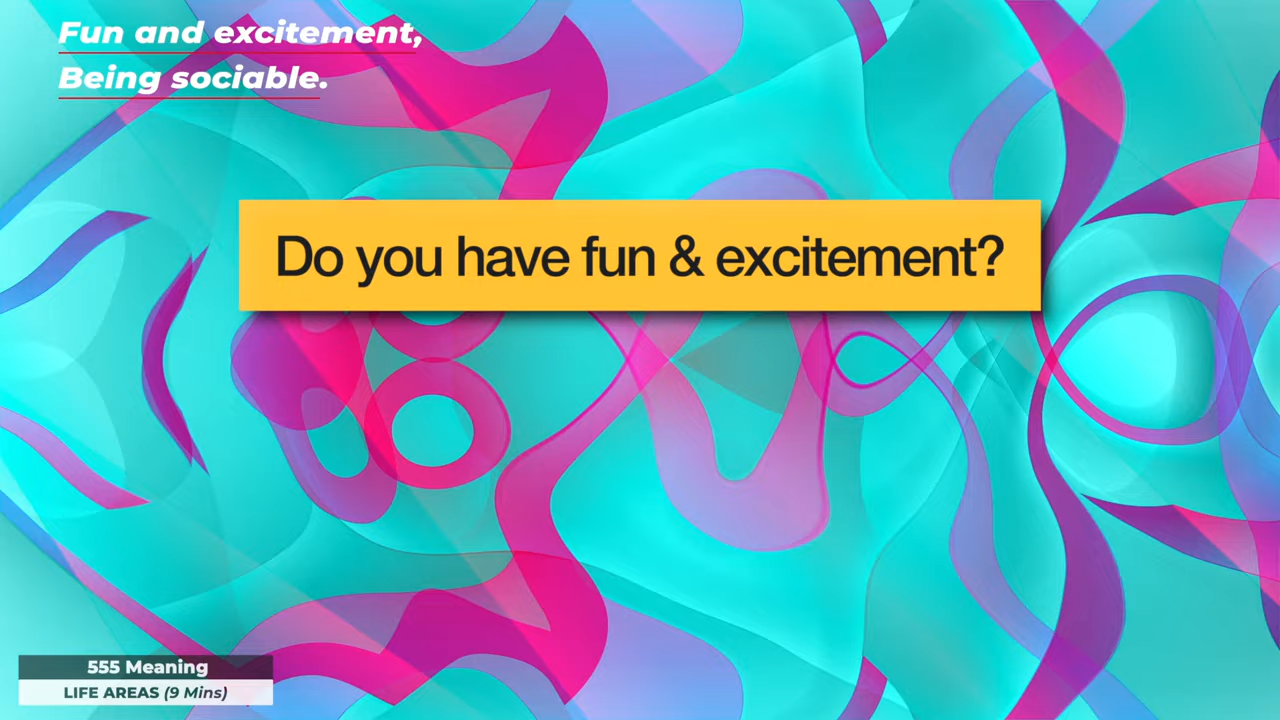 Fun and excitement,
Being sociable.
Do you have fun & excitement?
555 Meaning
LIFE AREAS (9 Mins)